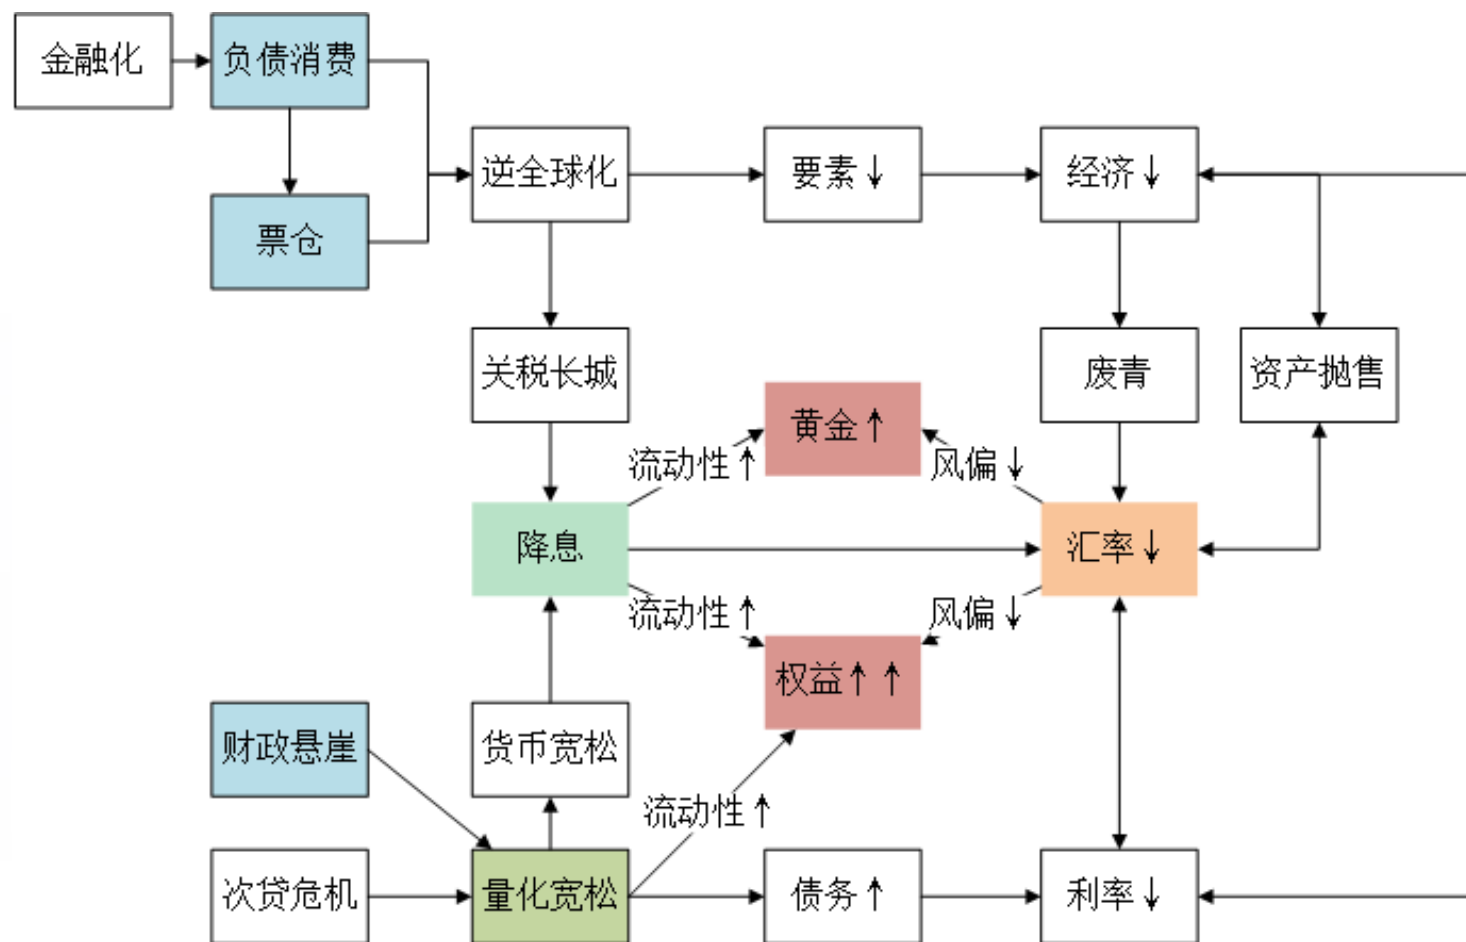 金融化
负债消费
票仓
逆全球化
要素↓
经济↓
关税长城
废青
资产抛售
黄金↑
流动性↑
风偏↓
降息
汇率↓
流动性↑
风偏↓
权益↑↑
财政悬崖
货币宽松
流动性↑
次贷危机
量化宽松
债务↑
利率↓